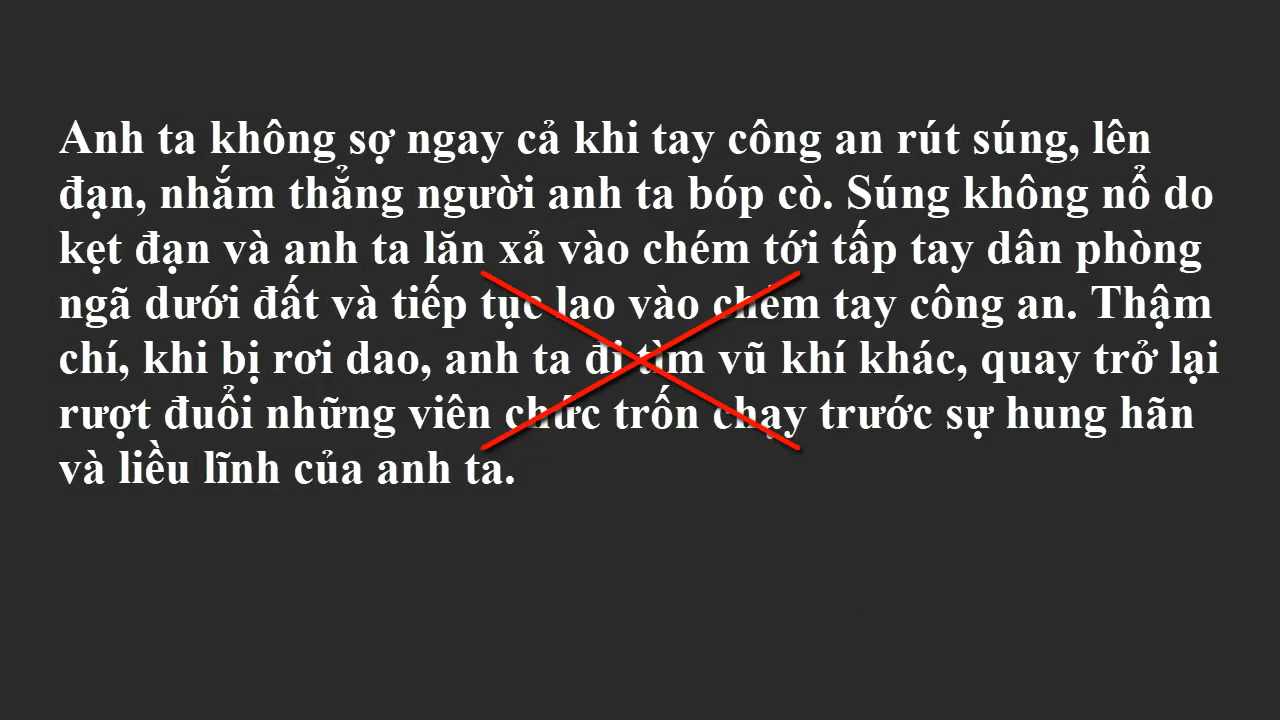 Anh ta không sợ ngay cả khi tay công an rút súng, lên
đạn, nhắm thẳng người anh ta bóp cò. Súng không nổ do
kẹt đạn và anh ta lăn xả vào chém tới tấp tay dân phòng
ngã dưới đất và tiếp tục lao vào chém tay công an. Thậm
chí, khi bị rơi dao, anh ta đi tìm vũ khí khác, quay trở lại
rượt đuổi những viên chức trốn chạy trước sự hung hãn
và liều lĩnh của anh ta.